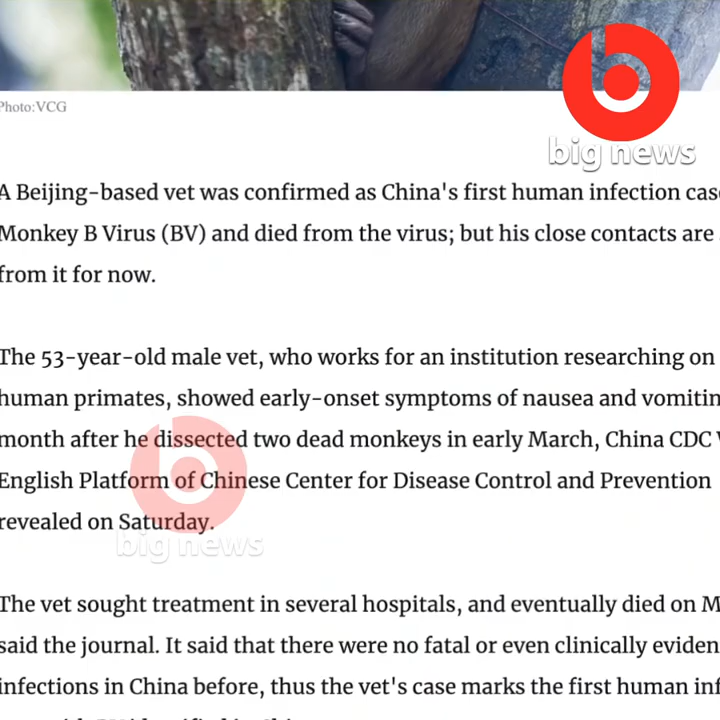 Photo:VCG
big news
A Beijing-based vet was confirmed as China's first human infection case
Monkey B Virus (BV) and died from the virus; but his close contacts are
from it for now.
The 53-year-old male vet, who works for an institution researching on
human primates, showed early-onset symptoms of nausea and vomitin
month after he dissected two dead monkeys in early March, China CDC
English Platform of Chinese Center for Disease Control and Prevention
revealed on Saturday.
big news
The vet sought treatment in several hospitals, and eventually died on M
said the journal. It said that there were no fatal or even clinically eviden
infections in China before, thus the vet's case marks the first human inf